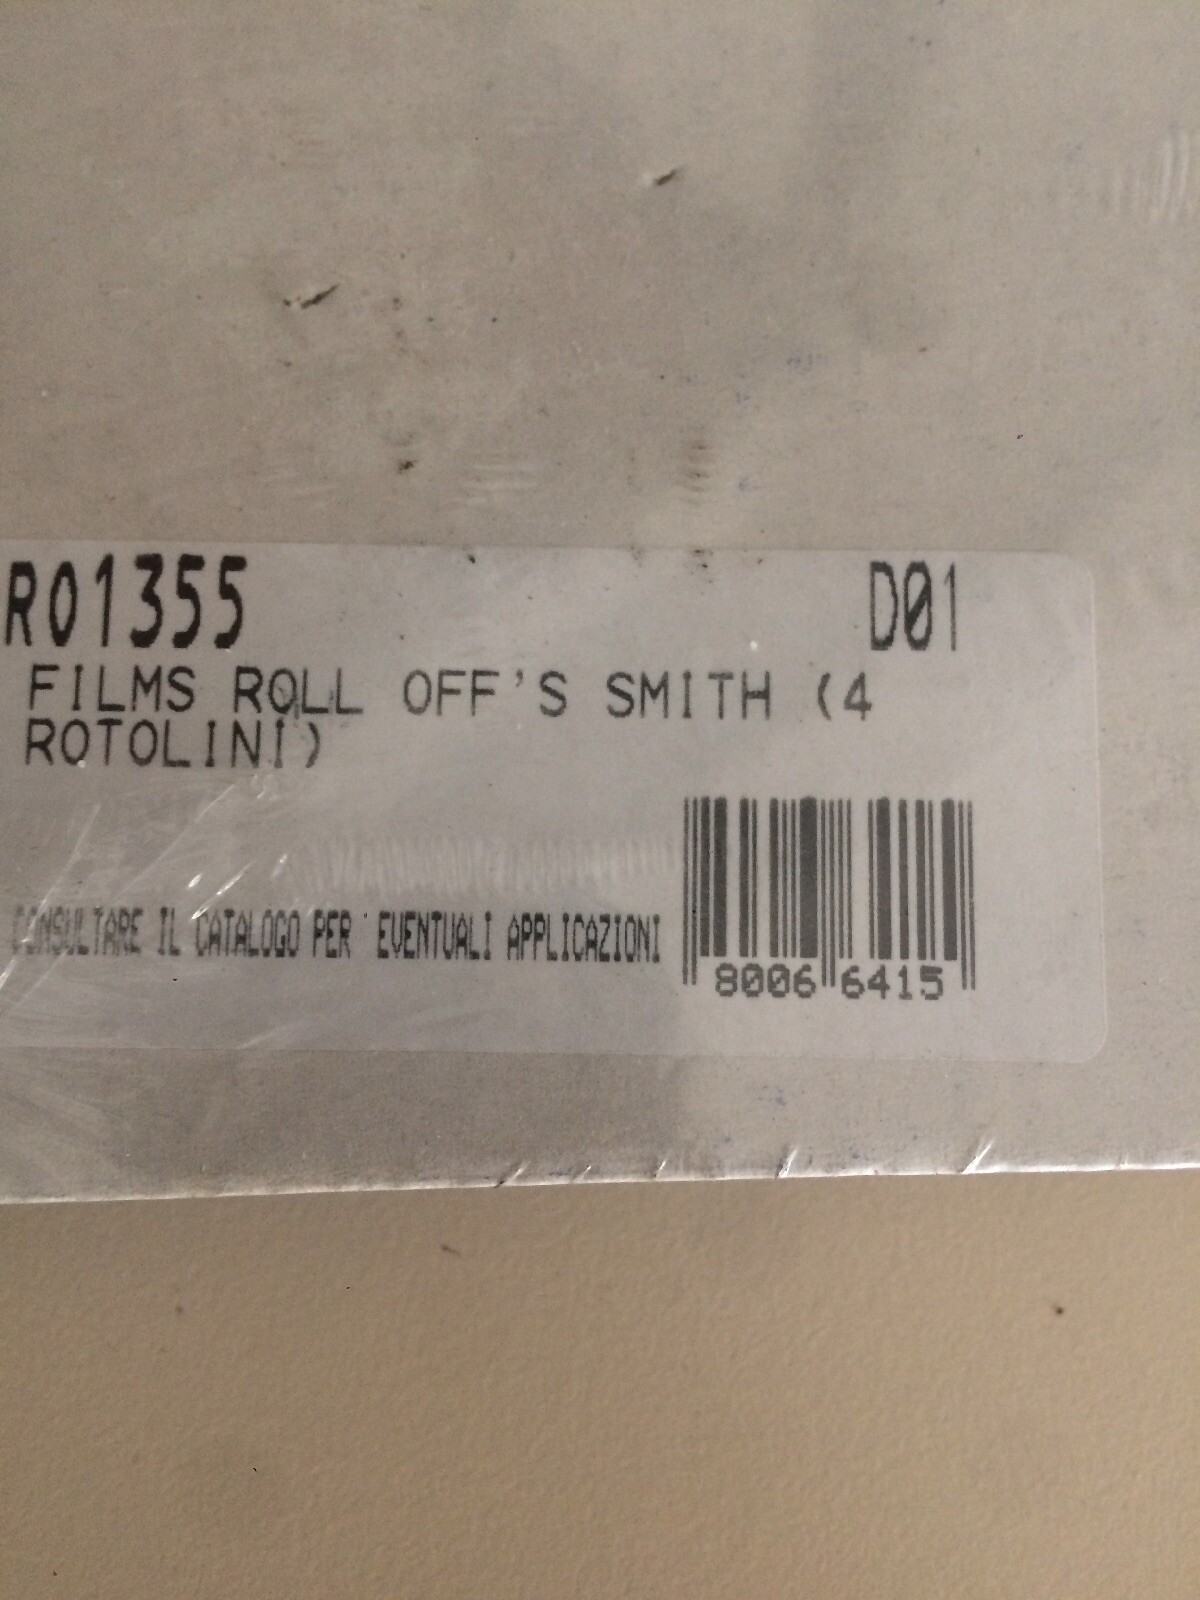 R01355 D01
FILMS ROLL OFF'S SMITH (4
ROTOLINI)
CONSULTARE IL CATALOGO PER EVENTUALI APPLICAZIONI
8006 6415